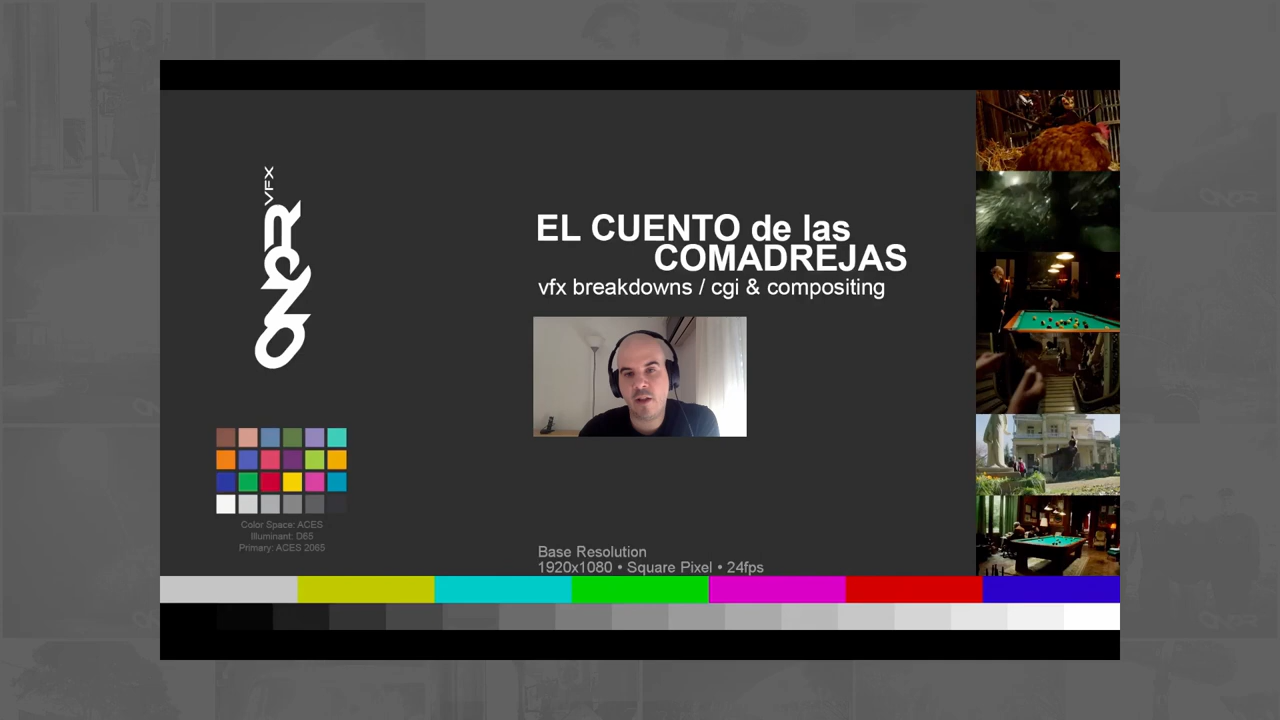 ONOR VFX
EL CUENTO de las
COMADREJAS
vfx breakdowns / cgi & compositing
Color Space: ACES
Illuminant: D65
Primary: ACES 2065
Base Resolution
1920x1080 • Square Pixel • 24fps